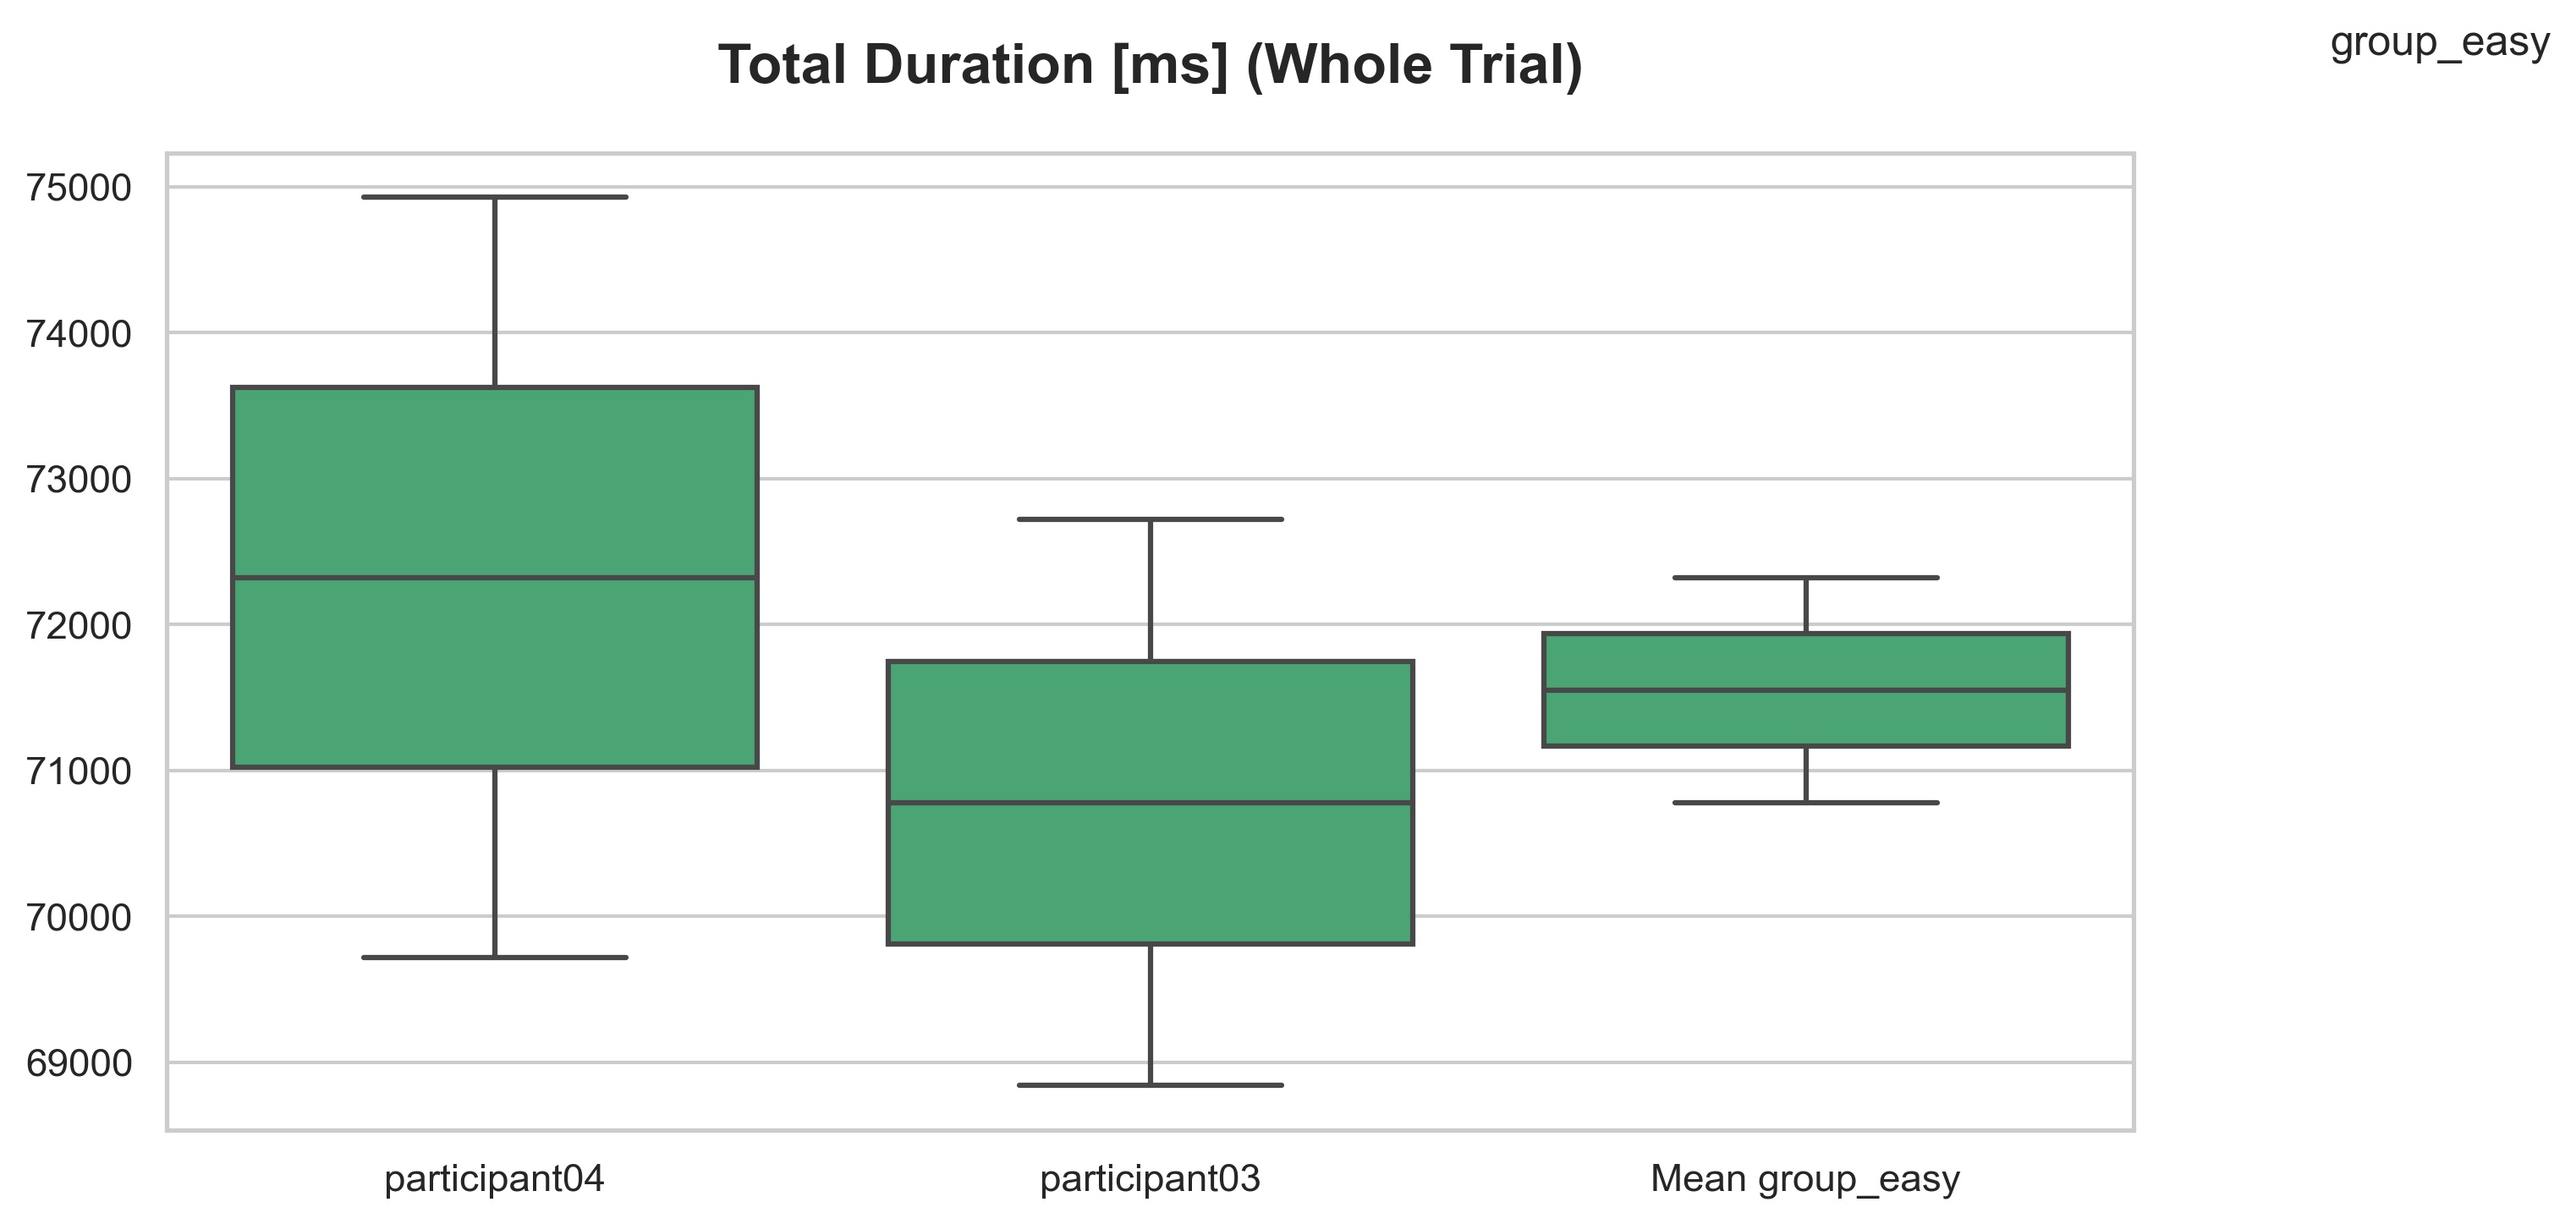 group_easy
Total Duration [ms] (Whole Trial)
75000
74000
73000
72000
71000
70000
69000
participant04
participant03
Mean group_easy